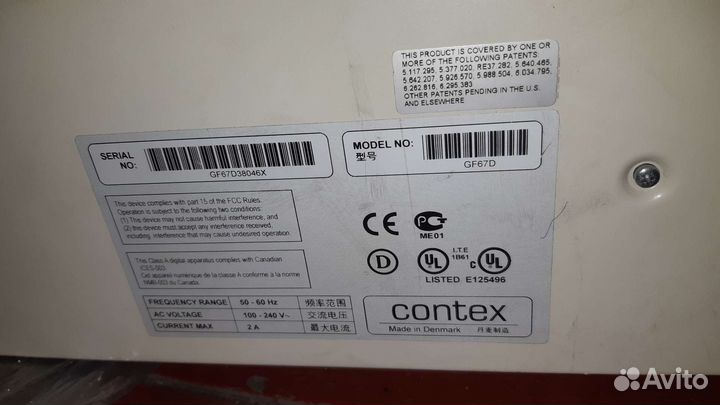 THIS PRODUCT IS COVERED BY ONE OR
MORE OF THE FOLLOWING PATENTS:
5.117.295, 5.377.020, RE37.282, 5.640.465,
5.642.207, 5.926.570, 5.988.504, 6.034.795,
6.262.816, 6.295.383
OTHER PATENTS PENDING IN THE U.S.
AND ELSEWHERE
SERIAL NO:
GF67D38046X
MODEL NO:
型号
GF67D
This device complies with part 15 of the FCC Rules.
Operation is subject to the following two conditions:
(1) This device may not cause harmful interference, and
(2) this device must accept any interference received,
including, interference that may cause undesired operation.
This Class A digital apparatus complies with Canadian
ICES-003.
Cet appareil numérique de la classe A conforme a la norme
NMB-003 du Canada.
CE
ME01
D
UL
I.T.E
1B61
C UL
LISTED E125496
FREQUENCY RANGE 50 - 60 Hz 频率范围
AC VOLTAGE 100 - 240 V~ 交流电压
CURRENT MAX 2 A 最大电流
contex
Made in Denmark 丹麦制造
Avito